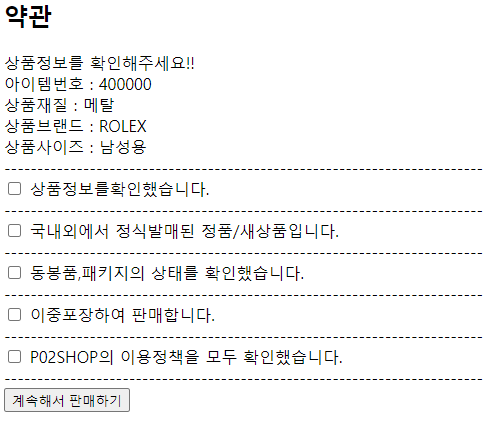 약관
상품정보를 확인해주세요!!
아이템번호 : 400000
상품재질 : 메탈
상품브랜드 : ROLEX
상품사이즈 : 남성용
--------------------------------------------------------------------------------
상품정보를확인했습니다.
--------------------------------------------------------------------------------
국내외에서 정식발매된 정품/새상품입니다.
--------------------------------------------------------------------------------
동봉품,패키지의 상태를 확인했습니다.
--------------------------------------------------------------------------------
이중포장하여 판매합니다.
--------------------------------------------------------------------------------
P02SHOP의 이용정책을 모두 확인했습니다.
--------------------------------------------------------------------------------
계속해서 판매하기